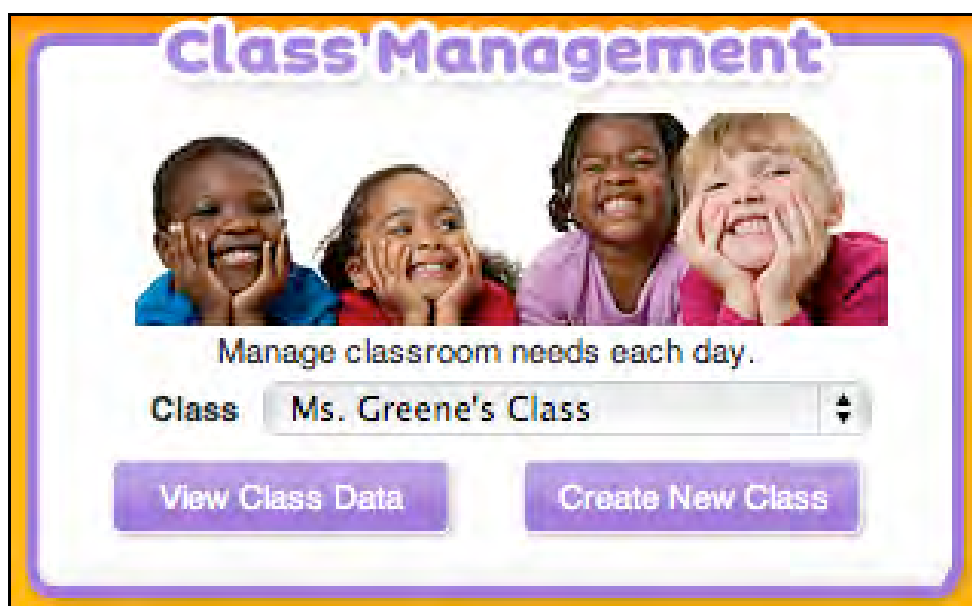 Class Management
Manage classroom needs each day.
Class Ms. Greene's Class
View Class Data Create New Class